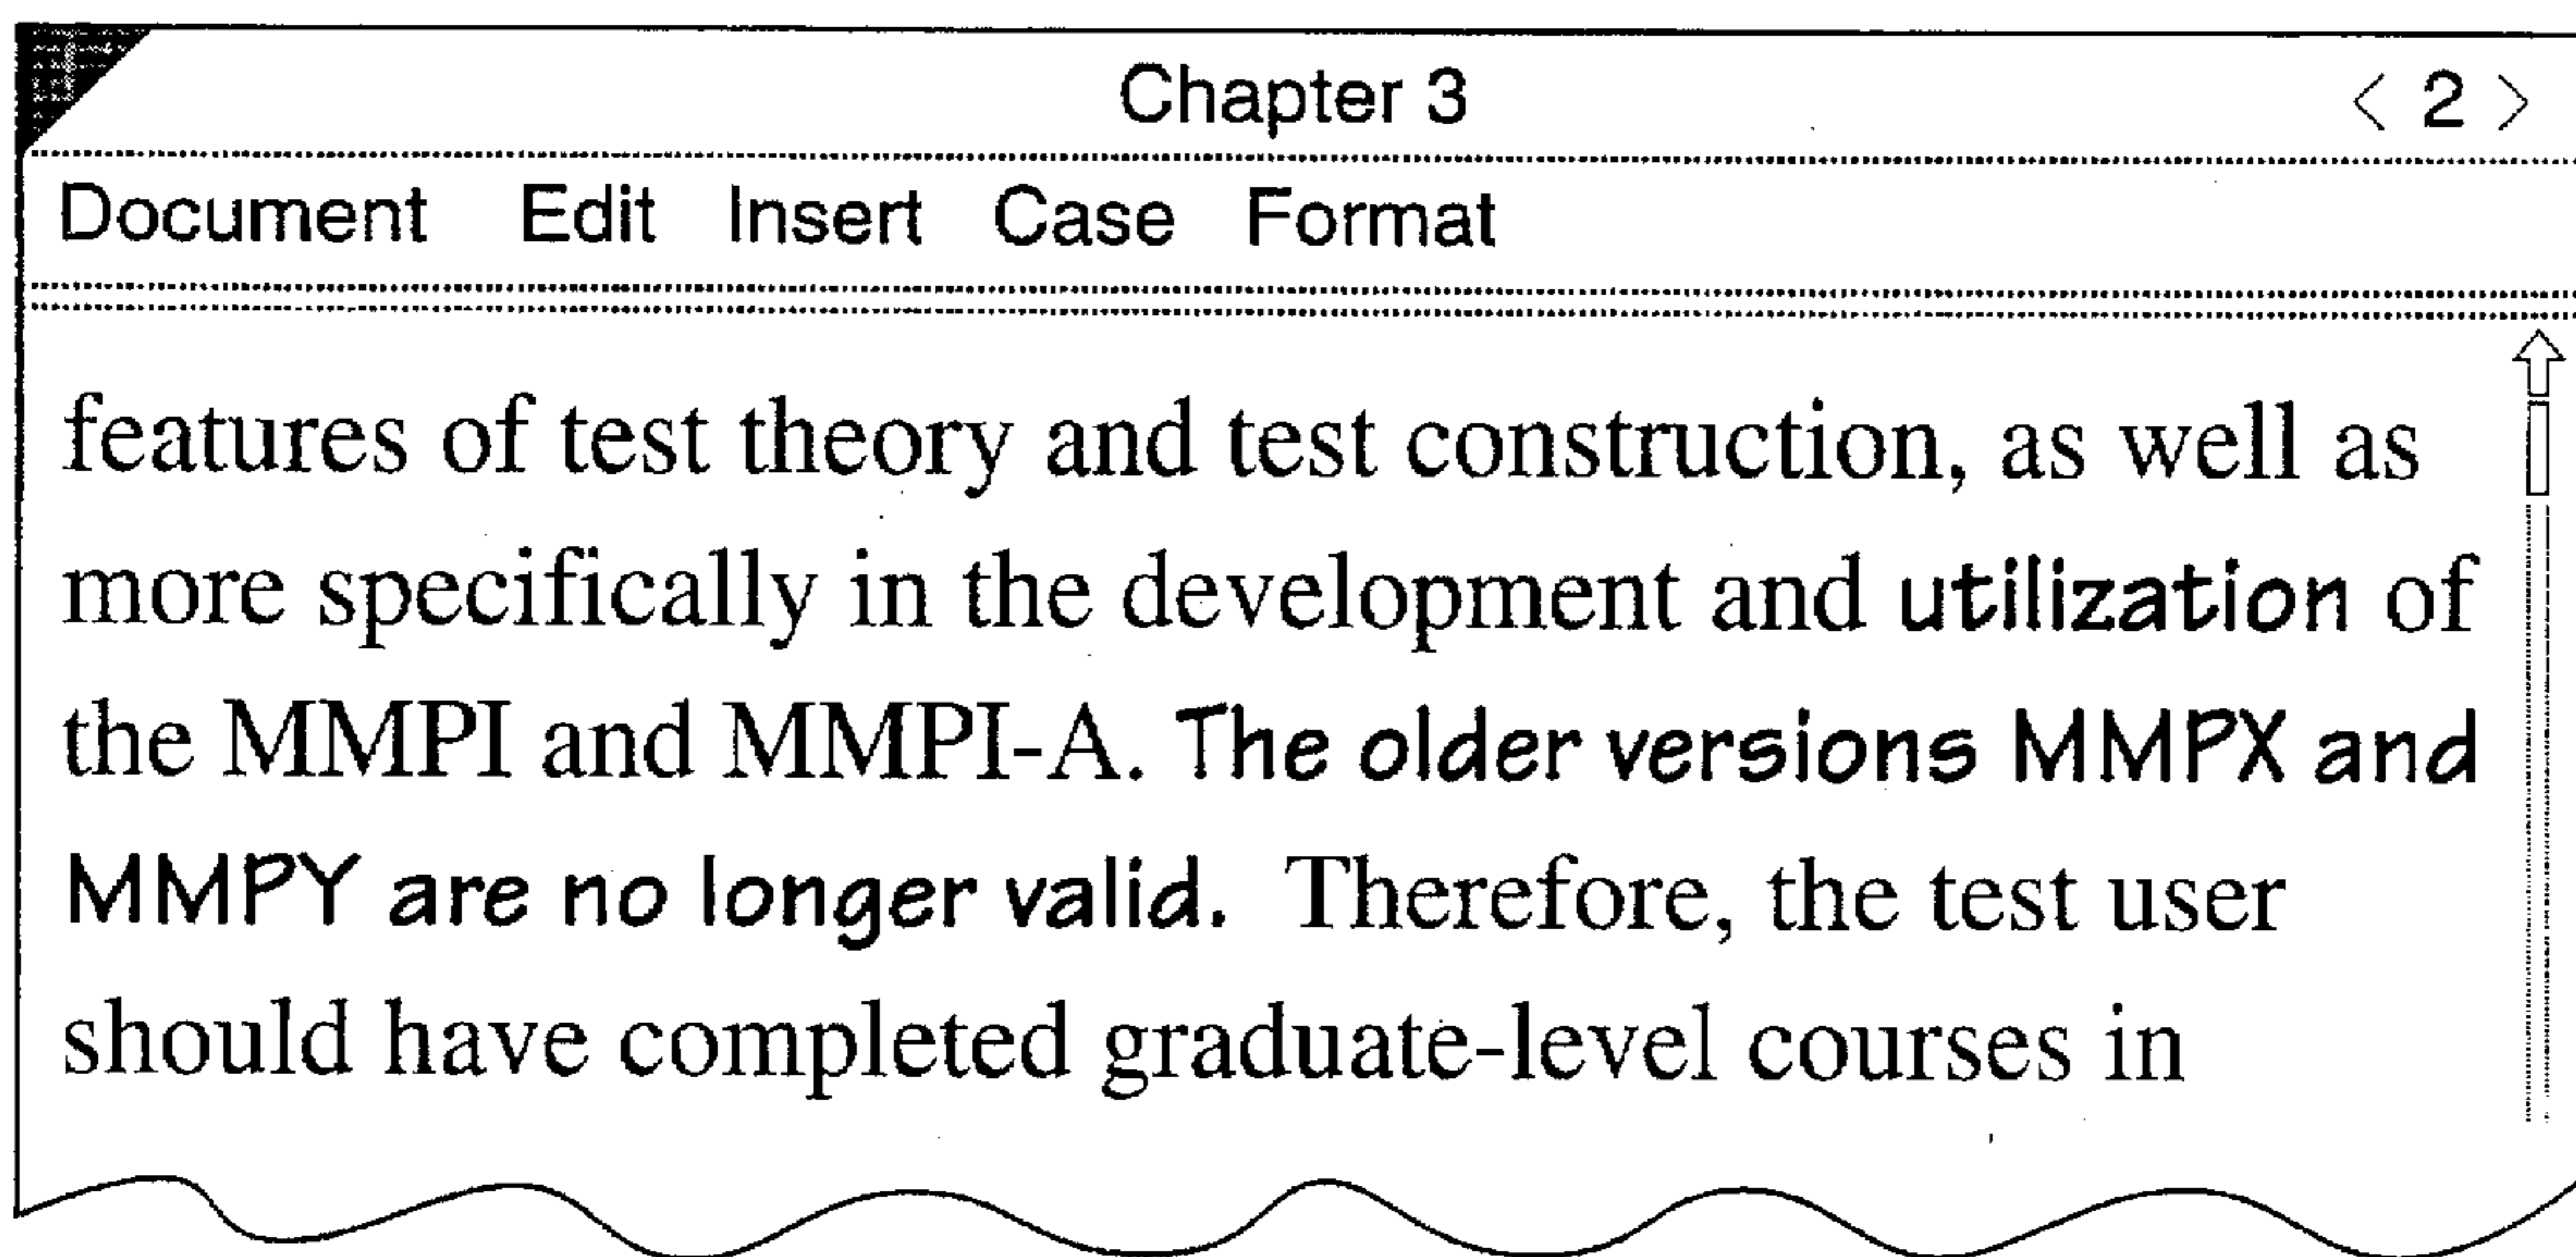 Chapter 3 < 2 >
Document Edit Insert Case Format
features of test theory and test construction, as well as
more specifically in the development and utilization of
the MMPI and MMPI-A. The older versions MMPX and
MMPY are no longer valid. Therefore, the test user
should have completed graduate-level courses in